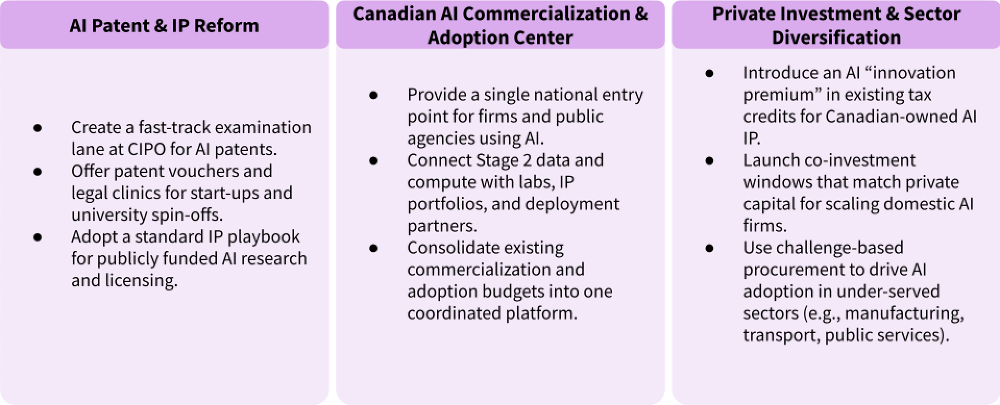 AI Patent & IP Reform
● Create a fast-track examination
lane at CIPO for AI patents.
● Offer patent vouchers and
legal clinics for start-ups and
university spin-offs.
● Adopt a standard IP playbook
for publicly funded AI research
and licensing.
Canadian AI Commercialization &
Adoption Center
● Provide a single national entry
point for firms and public
agencies using AI.
● Connect Stage 2 data and
compute with labs, IP
portfolios, and deployment
partners.
● Consolidate existing
commercialization and
adoption budgets into one
coordinated platform.
Private Investment & Sector
Diversification
● Introduce an AI “innovation
premium” in existing tax
credits for Canadian-owned AI
IP.
● Launch co-investment
windows that match private
capital for scaling domestic AI
firms.
● Use challenge-based
procurement to drive AI
adoption in under-served
sectors (e.g., manufacturing,
transport, public services).